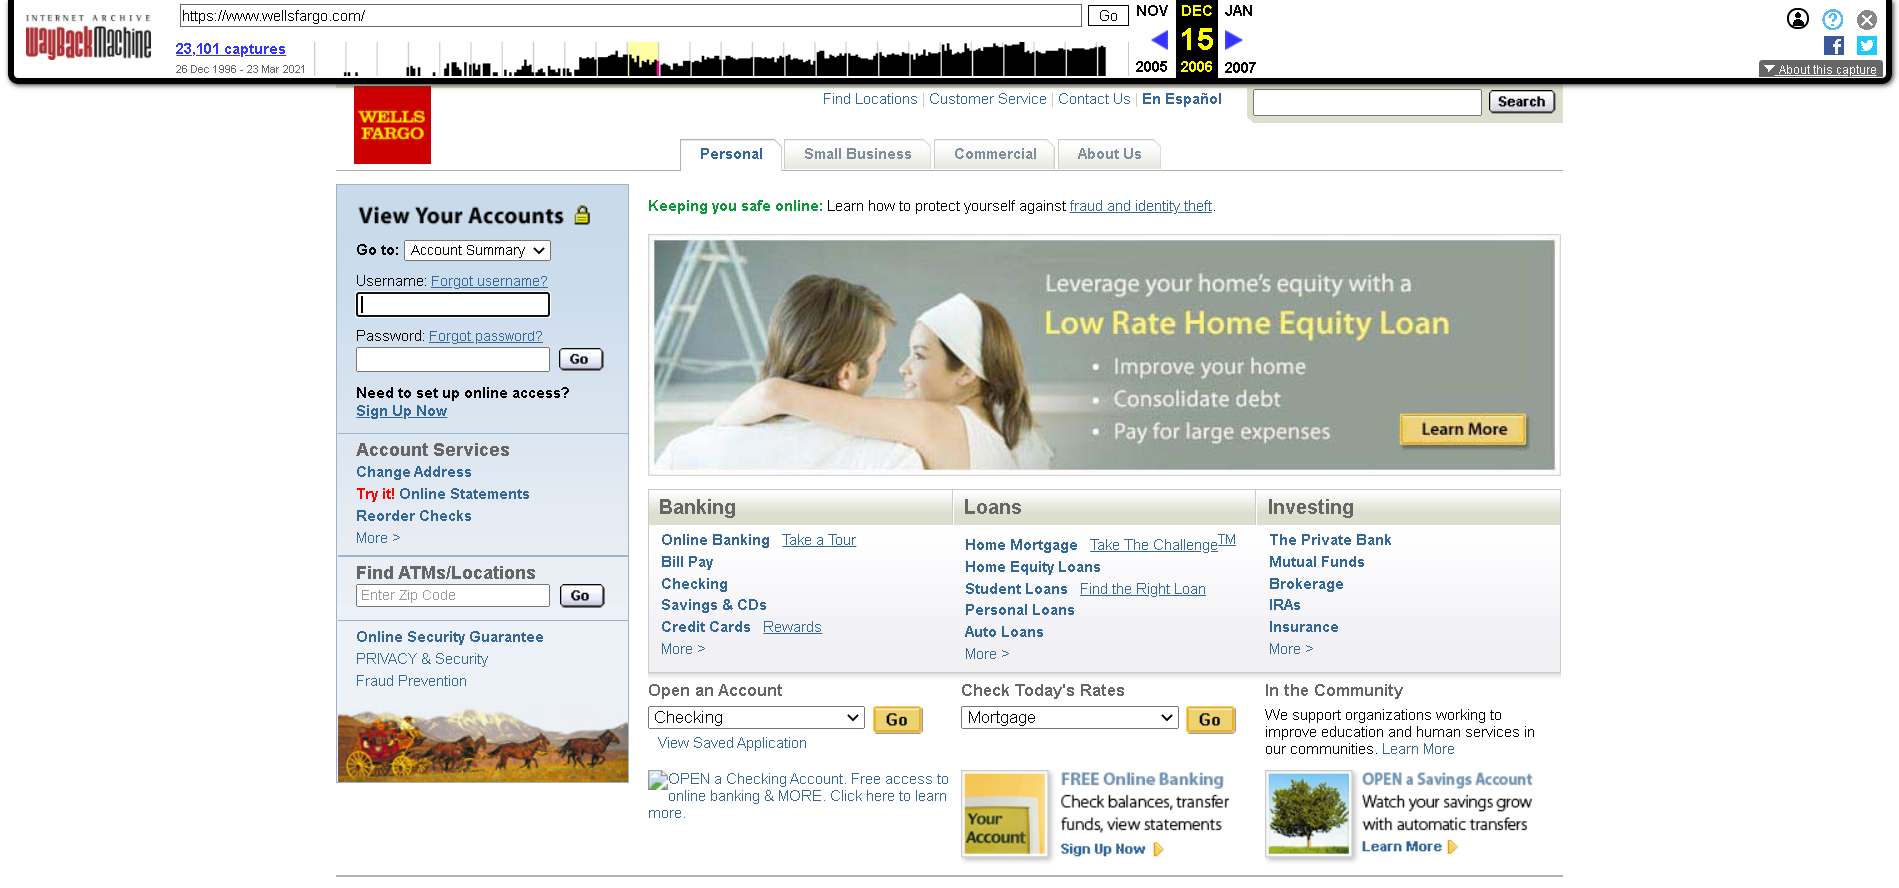 INTERNET ARCHIVE
WayBackMachine
https://www.wellsfargo.com/
Go
NOV DEC JAN
23,101 captures
15
26 Dec 1996 - 23 Mar 2021
2005 2006 2007
About this capture
WELLS
FARGO
Find Locations | Customer Service | Contact Us | En Español
Search
Personal
Small Business
Commercial
About Us
View Your Accounts
Go to: Account Summary
Username: Forgot username?
Password: Forgot password?
Go
Need to set up online access?
Sign Up Now
Account Services
Change Address
Try it! Online Statements
Reorder Checks
More >
Find ATMs/Locations
Enter Zip Code
Go
Online Security Guarantee
PRIVACY & Security
Fraud Prevention
Keeping you safe online: Learn how to protect yourself against fraud and identity theft.
Leverage your home's equity with a
Low Rate Home Equity Loan
• Improve your home
• Consolidate debt
• Pay for large expenses
Learn More
Banking
Online Banking Take a Tour
Bill Pay
Checking
Savings & CDs
Credit Cards Rewards
More >
Loans
Home Mortgage Take The Challenge TM
Home Equity Loans
Student Loans Find the Right Loan
Personal Loans
Auto Loans
More >
Investing
The Private Bank
Mutual Funds
Brokerage
IRAs
Insurance
More >
Open an Account
Checking
Go
View Saved Application
OPEN a Checking Account. Free access to
online banking & MORE. Click here to learn
more.
Check Today's Rates
Mortgage
Go
Your
Account
FREE Online Banking
Check balances, transfer
funds, view statements
Sign Up Now
In the Community
We support organizations working to
improve education and human services in
our communities. Learn More
OPEN a Savings Account
Watch your savings grow
with automatic transfers
Learn More